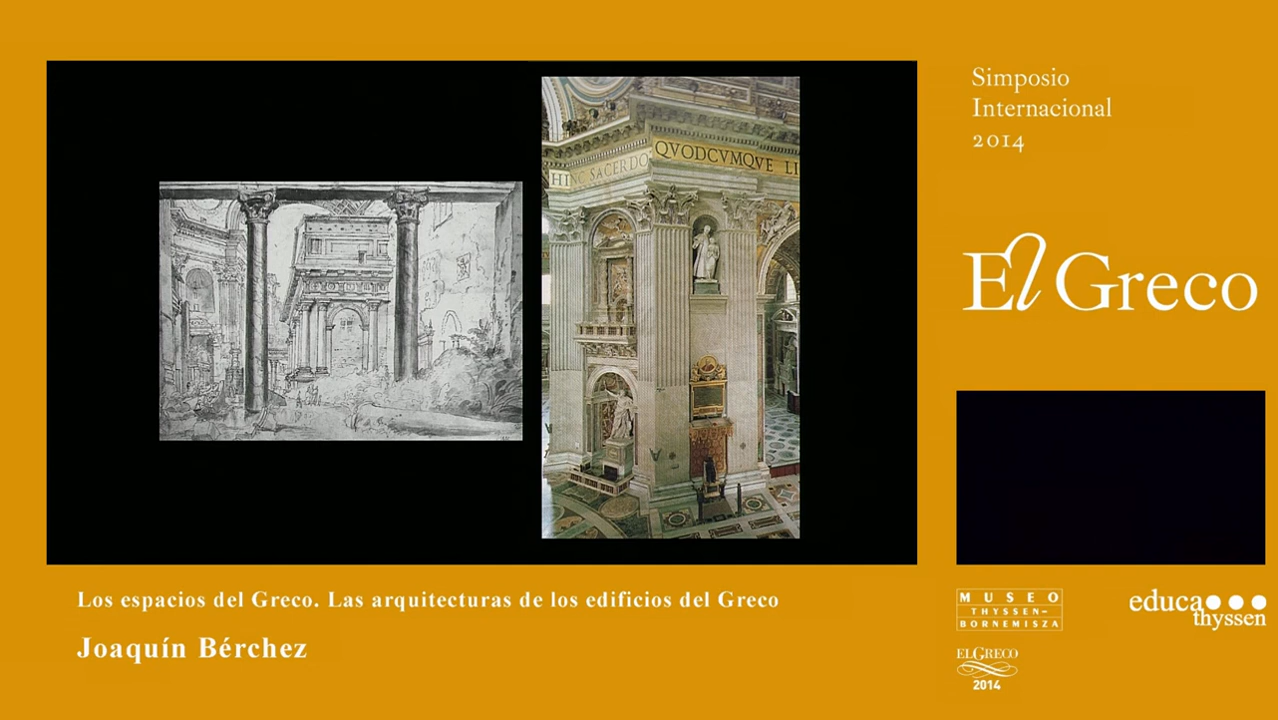 Simposio
Internacional
2014
El Greco
HINC SACERDO
QVODCVMQVE LI
Los espacios del Greco. Las arquitecturas de los edificios del Greco
Joaquín Bérchez
MUSEO
THYSSEN-
BORNEMISZA
educa
thyssen
ELGRECO
2014